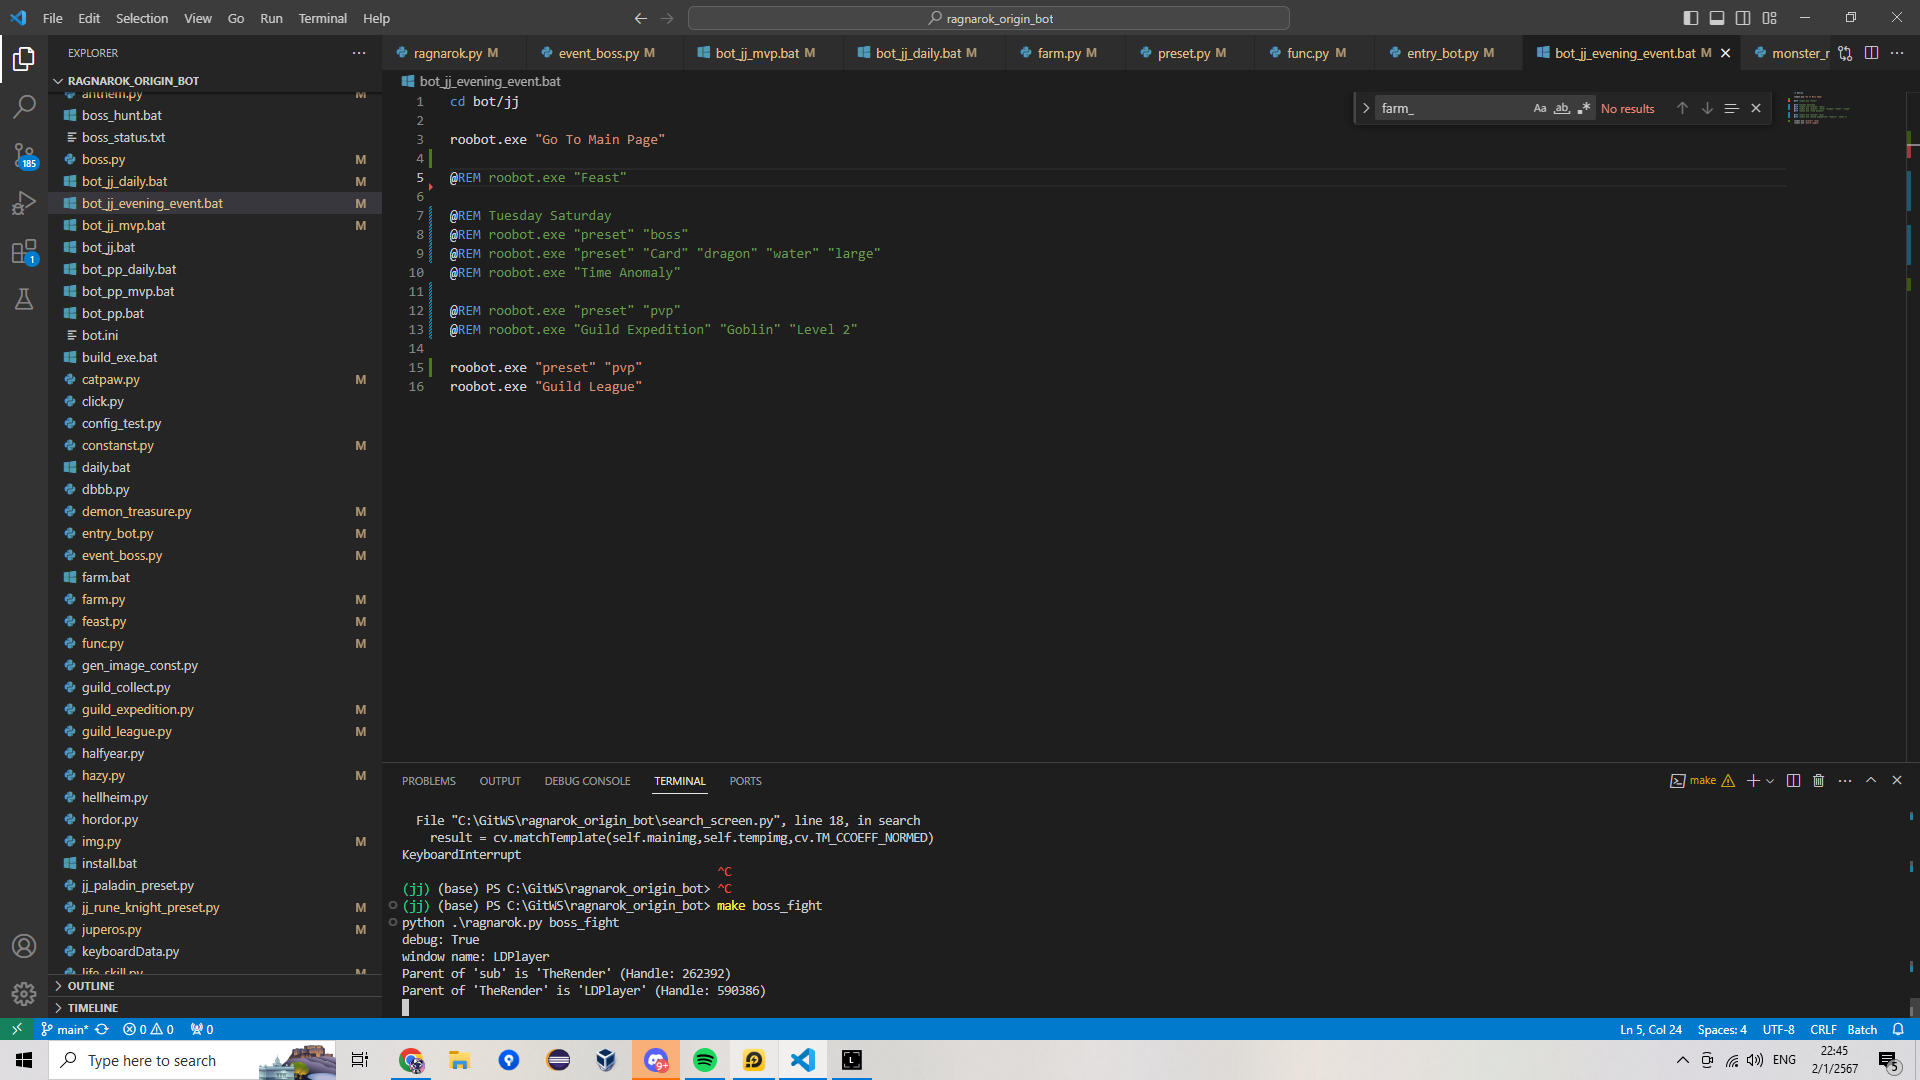 File Edit Selection View Go Run Terminal Help
ragnarok_origin_bot
EXPLORER
RAGNAROK_ORIGIN_BOT
anthem.py M
boss_hunt.bat
boss_status.txt
boss.py M
bot_jj_daily.bat M
bot_jj_evening_event.bat M
bot_jj_mvp.bat M
bot_jj.bat
bot_pp_daily.bat
bot_pp_mvp.bat
bot_pp.bat
bot.ini
build_exe.bat
catpaw.py M
click.py
config_test.py
constanst.py M
daily.bat
dbbb.py
demon_treasure.py M
entry_bot.py M
event_boss.py M
farm.bat
farm.py M
feast.py M
func.py M
gen_image_const.py
guild_collect.py
guild_expedition.py M
guild_league.py M
halfyear.py
hazy.py M
hellheim.py
hordor.py
img.py M
install.bat
jj_paladin_preset.py
jj_rune_knight_preset.py M
juperos.py M
keyboardData.py
life_skill.py M
OUTLINE
TIMELINE
185
1
ragnarok.py M event_boss.py M bot_jj_mvp.bat M bot_jj_daily.bat M farm.py M preset.py M func.py M entry_bot.py M bot_jj_evening_event.bat M monster_r
bot_jj_evening_event.bat
farm_ Aa ab No results
1 cd bot/jj
2
3 roobot.exe "Go To Main Page"
4
5 @REM roobot.exe "Feast"
6
7 @REM Tuesday Saturday
8 @REM roobot.exe "preset" "boss"
9 @REM roobot.exe "preset" "Card" "dragon" "water" "large"
10 @REM roobot.exe "Time Anomaly"
11
12 @REM roobot.exe "preset" "pvp"
13 @REM roobot.exe "Guild Expedition" "Goblin" "Level 2"
14
15 roobot.exe "preset" "pvp"
16 roobot.exe "Guild League"
PROBLEMS OUTPUT DEBUG CONSOLE TERMINAL PORTS
make
File "C:\GitWS\ragnarok_origin_bot\search_screen.py", line 18, in search
result = cv.matchTemplate(self.mainimg,self.tempimg,cv.TM_CCOEFF_NORMED)
KeyboardInterrupt
^C
(jj) (base) PS C:\GitWS\ragnarok_origin_bot> ^C
(jj) (base) PS C:\GitWS\ragnarok_origin_bot> make boss_fight
python .\ragnarok.py boss_fight
debug: True
window name: LDPlayer
Parent of 'sub' is 'TheRender' (Handle: 262392)
Parent of 'TheRender' is 'LDPlayer' (Handle: 590386)
main* 0 0 0
Ln 5, Col 24 Spaces: 4 UTF-8 CRLF Batch
Type here to search
9+
ENG
22:45
2/1/2567
5